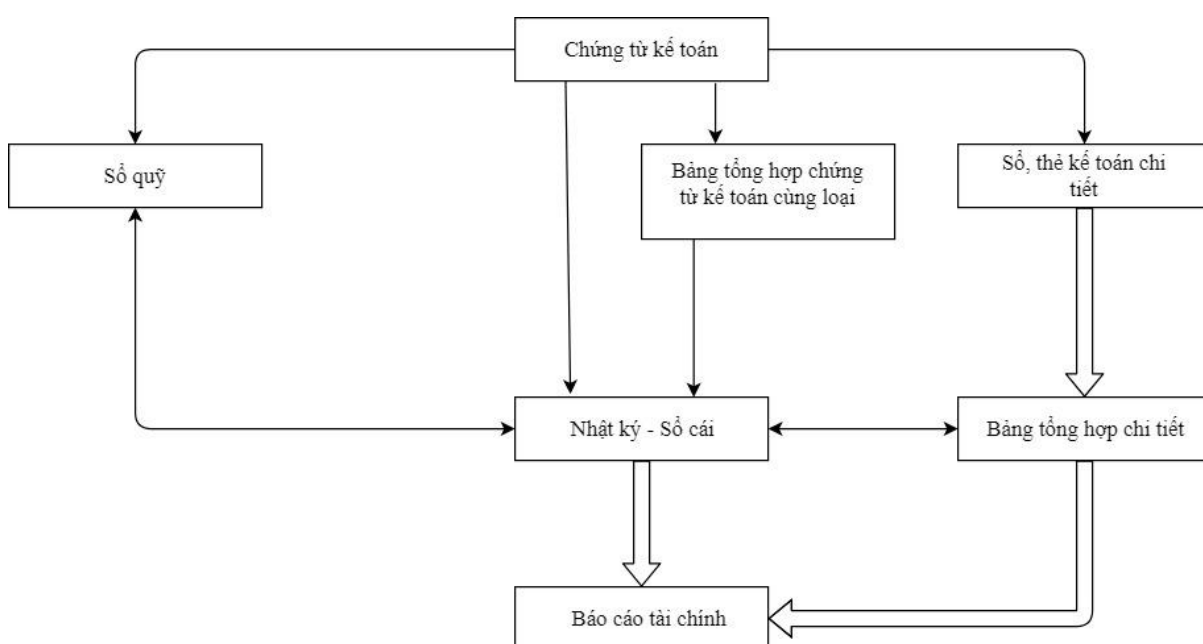 Chứng từ kế toán
Sổ quỹ
Bảng tổng hợp chứng
từ kế toán cùng loại
Sổ, thẻ kế toán chi
tiết
Nhật ký - Sổ cái
Bảng tổng hợp chi tiết
Báo cáo tài chính